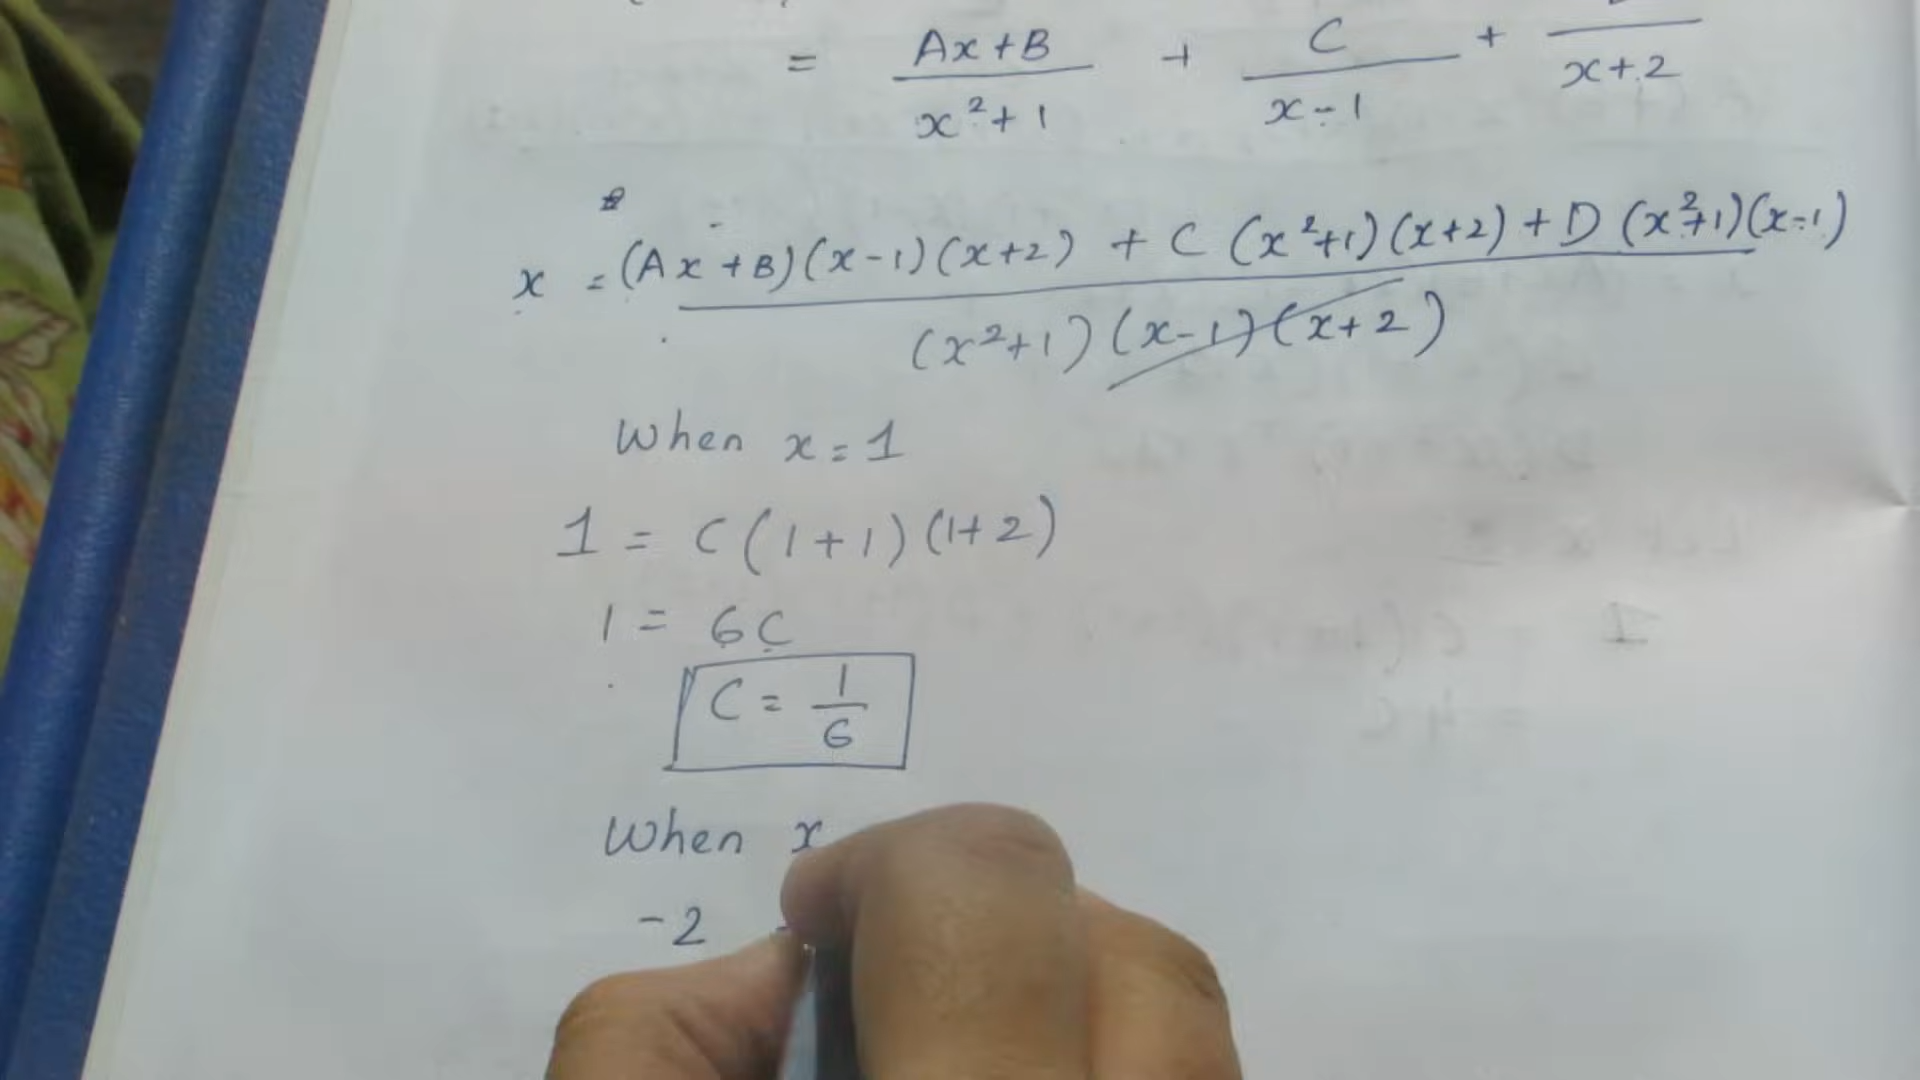 = Ax+B/x²+1 + C/x-1 + /x+2
x = (Ax+B)(x-1)(x+2) + C(x²+1)(x+2) + D(x²+1)(x-1)
(x²+1)(x-1)(x+2)
When x=1
1 = C(1+1)(1+2)
1 = 6C
C = 1/6
When x
-2